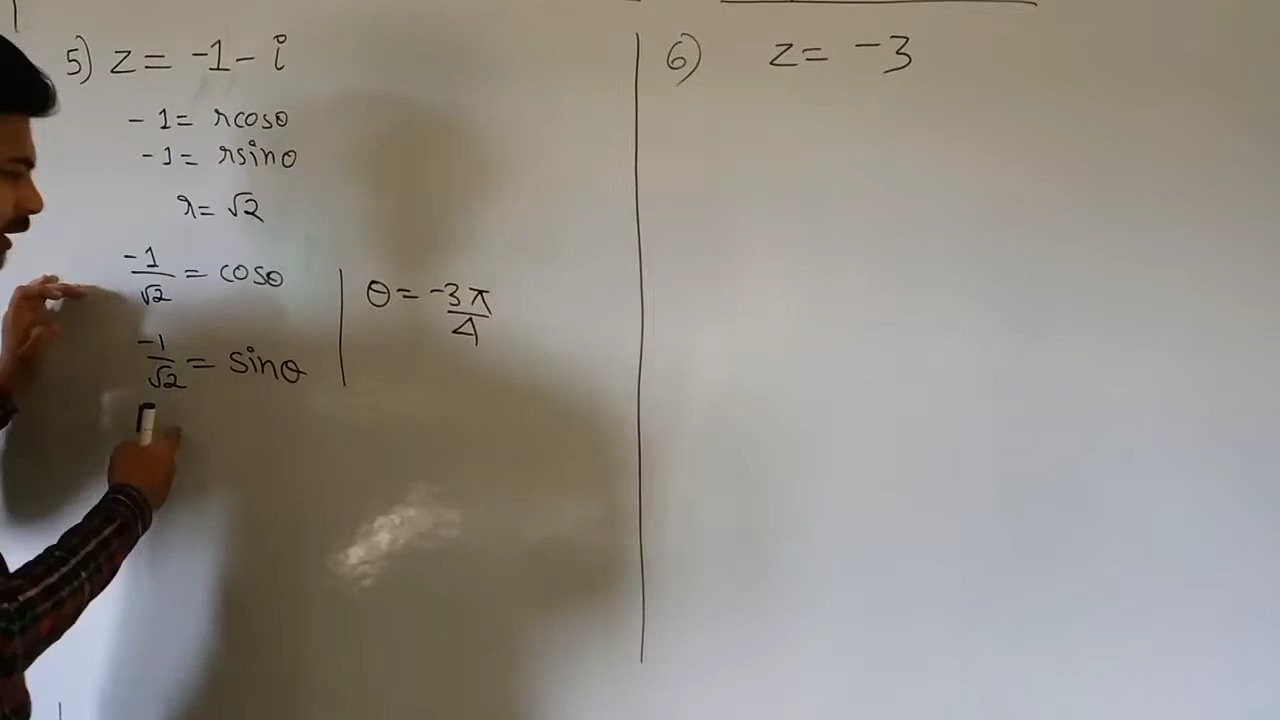 5) z = -1 - i
-1 = rcosθ
-1 = rsinθ
r = √2
-1/√2 = cosθ
-1/√2 = sinθ
θ = -3π/4
6) z = -3